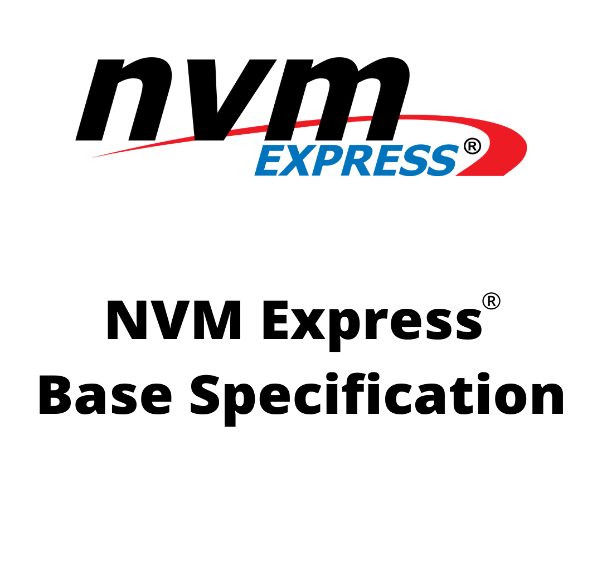 nvm
EXPRESS®
NVM Express®
Base Specification